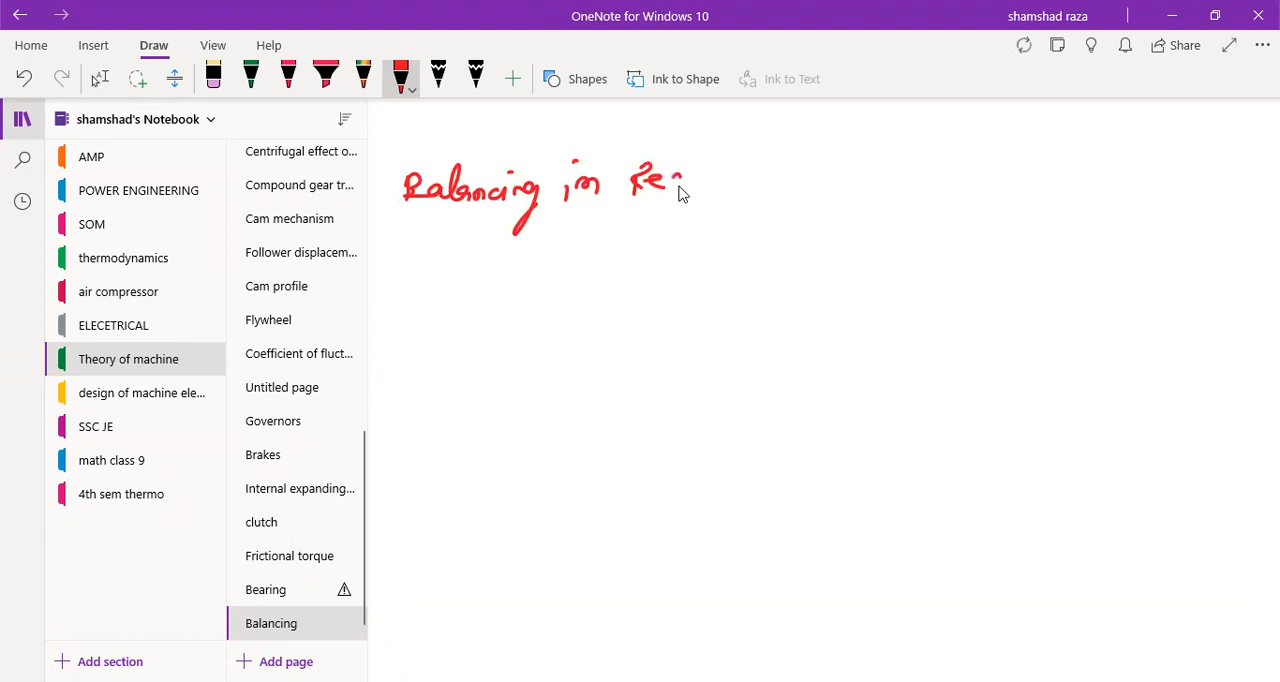 OneNote for Windows 10
shamshad raza
Home Insert Draw View Help
Share
Shapes Ink to Shape Ink to Text
shamshad's Notebook
AMP
POWER ENGINEERING
SOM
thermodynamics
air compressor
ELECETRICAL
Theory of machine
design of machine ele...
SSC JE
math class 9
4th sem thermo
Add section
Centrifugal effect o...
Compound gear tr...
Cam mechanism
Follower displacem...
Cam profile
Flywheel
Coefficient of fluct...
Untitled page
Governors
Brakes
Internal expanding...
clutch
Frictional torque
Bearing
Balancing
Add page
Balancing in